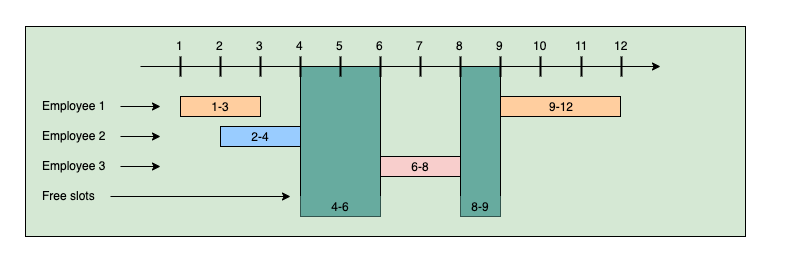 1 2 3 4 5 6 7 8 9 10 11 12
Employee 1 1-3 9-12
Employee 2 2-4
Employee 3 6-8
Free slots 4-6 8-9